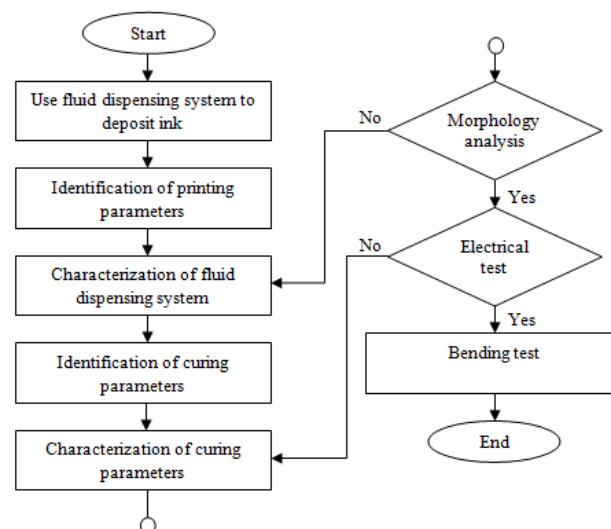 Start
Use fluid dispensing system to
deposit ink
Identification of printing
parameters
Characterization of fluid
dispensing system
Identification of curing
parameters
Characterization of curing
parameters
No
Morphology
analysis
Yes
No
Electrical
test
Yes
Bending test
End